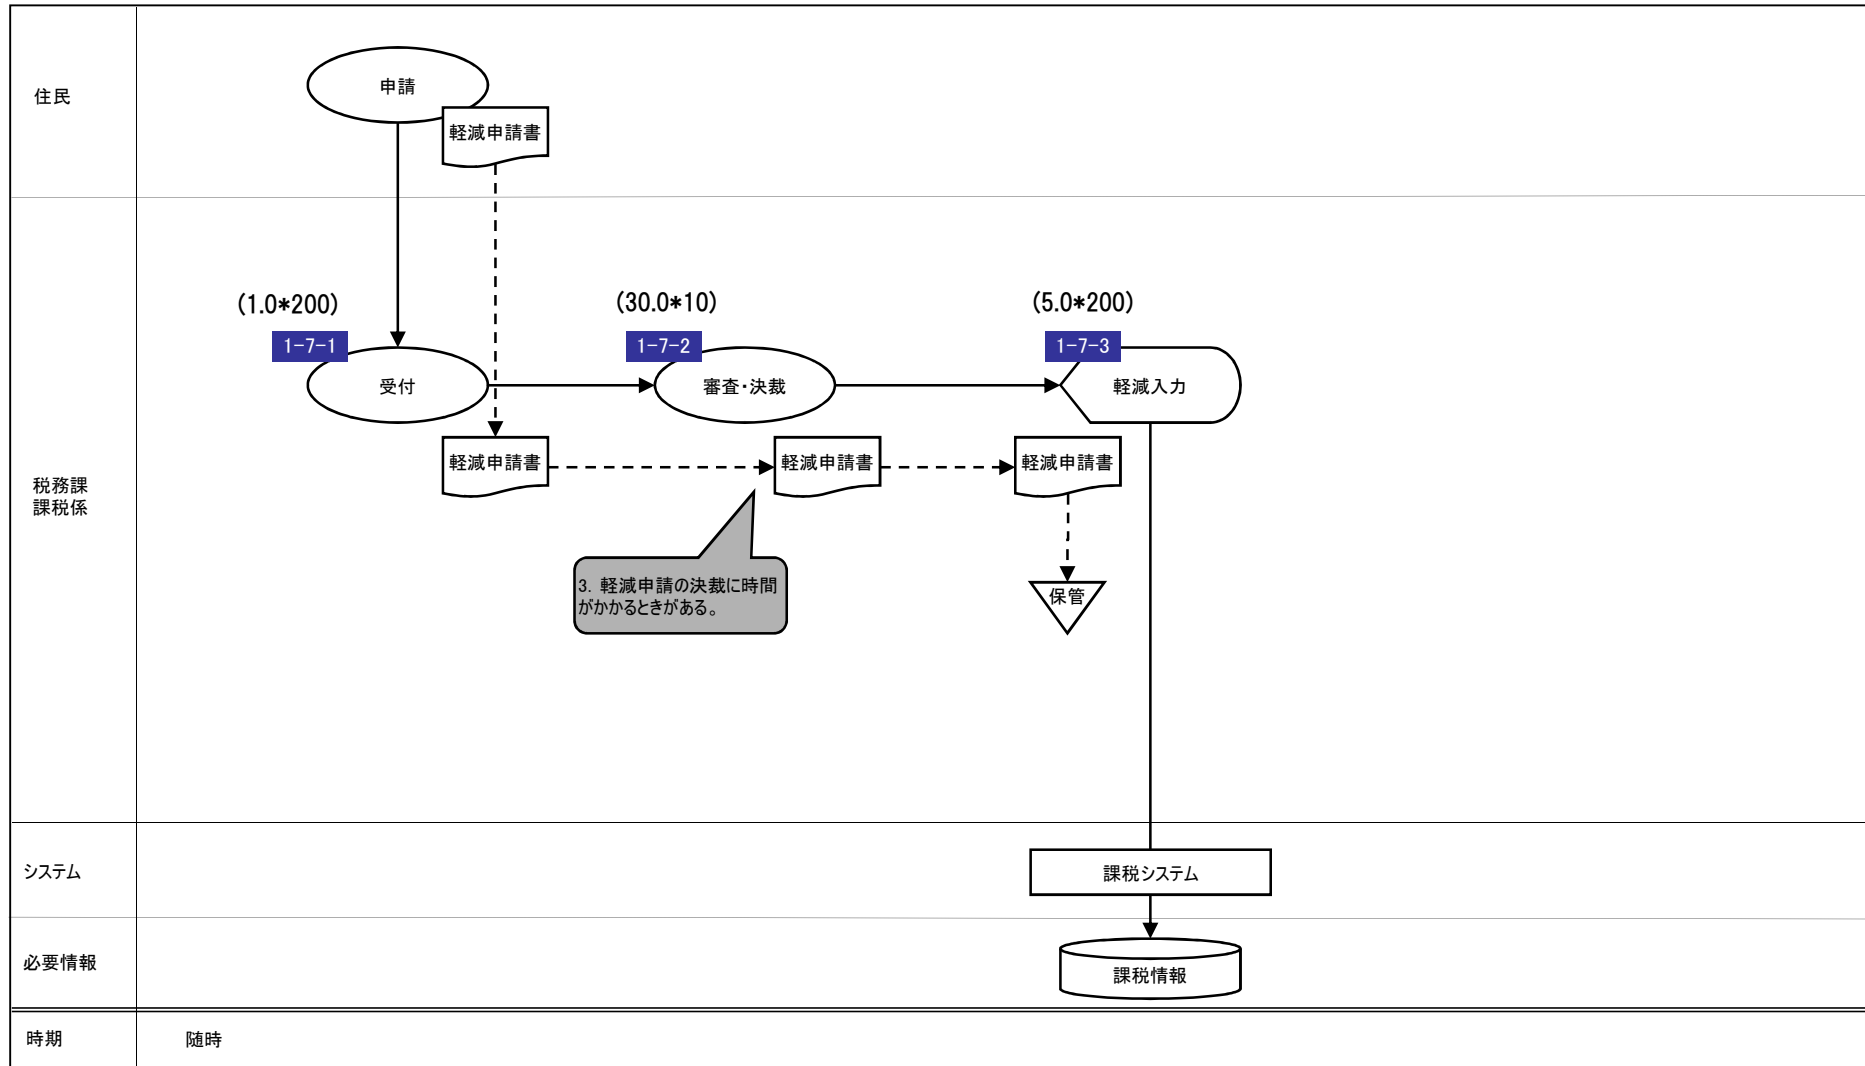 住民
申請
軽減申請書
税務課
課税係
(1.0*200)
(30.0*10)
(5.0*200)
1-7-1
1-7-2
1-7-3
受付
審査・決裁
軽減入力
軽減申請書
軽減申請書
軽減申請書
3. 軽減申請の決裁に時間
がかかるときがある。
保管
システム
課税システム
必要情報
課税情報
時期
随時